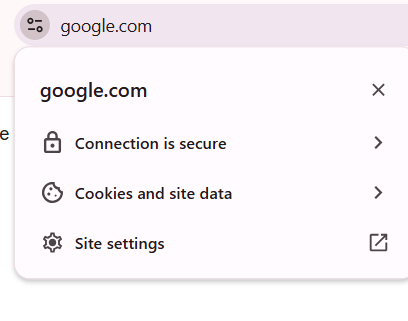 google.com
google.com
e
Connection is secure
Cookies and site data
Site settings